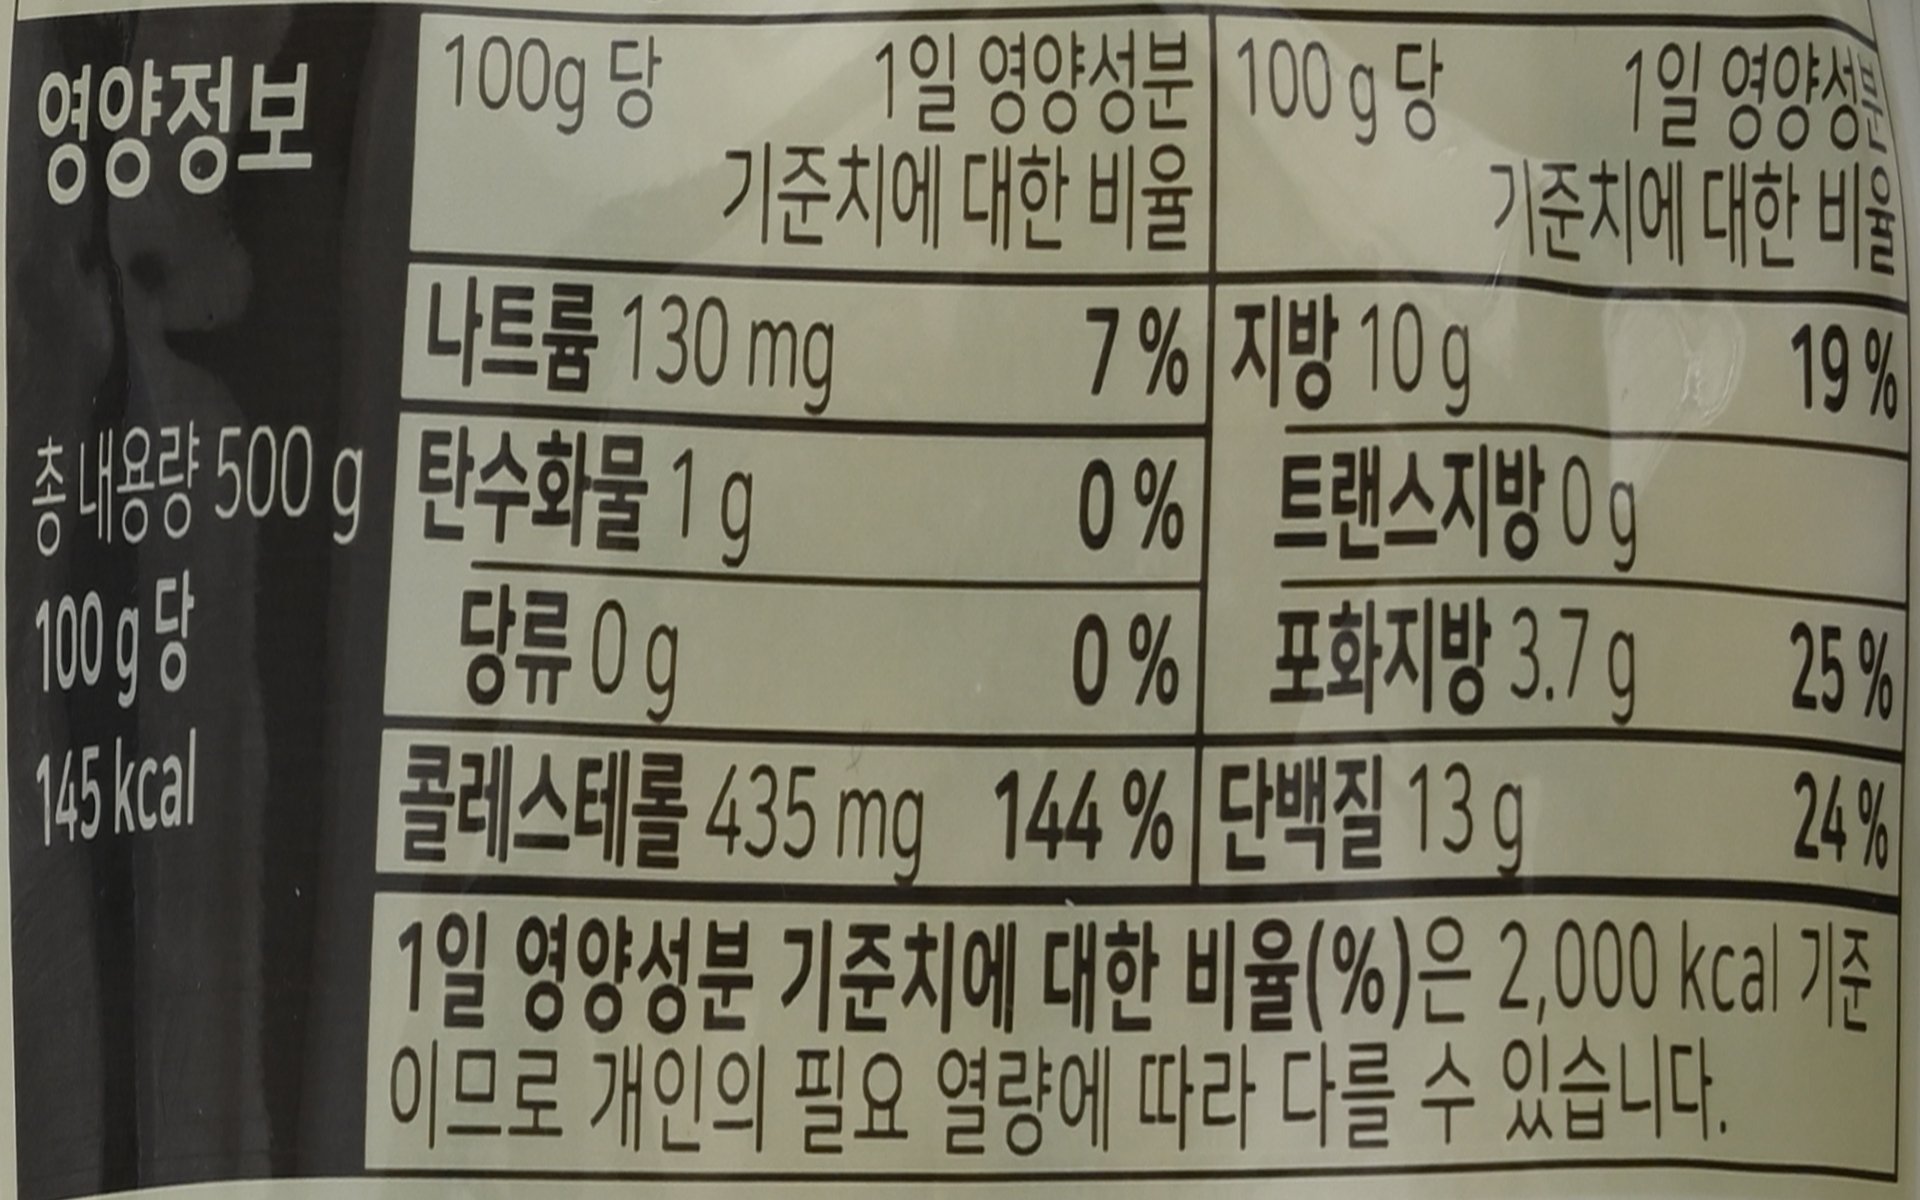 영양정보
총 내용량 500 g
100 g 당
145 kcal
100g 당 1일 영양성분
기준치에 대한 비율
나트륨 130 mg 7 %
탄수화물 1 g 0 %
당류 0 g 0 %
콜레스테롤 435 mg 144 %
100 g 당 1일 영양성분
기준치에 대한 비율
지방 10 g 19 %
트랜스지방 0 g
포화지방 3.7 g 25 %
단백질 13 g 24 %
1일 영양성분 기준치에 대한 비율(%)은 2,000 kcal 기준
이므로 개인의 필요 열량에 따라 다를 수 있습니다.